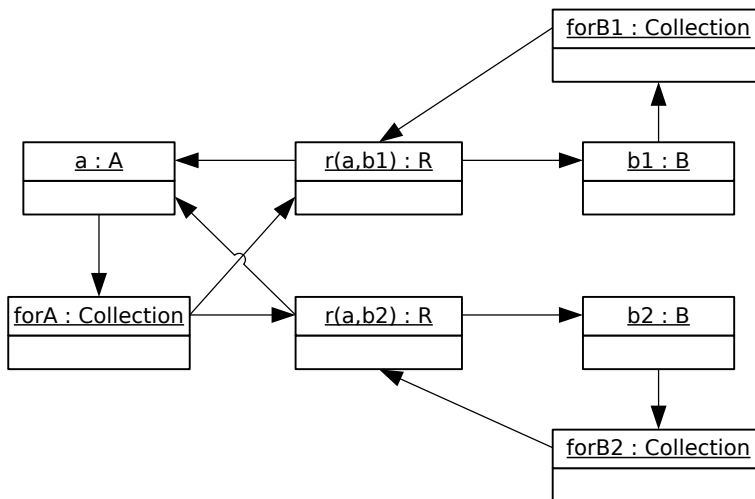 forB1 : Collection
a : A
r(a,b1) : R
b1 : B
forA : Collection
r(a,b2) : R
b2 : B
forB2 : Collection